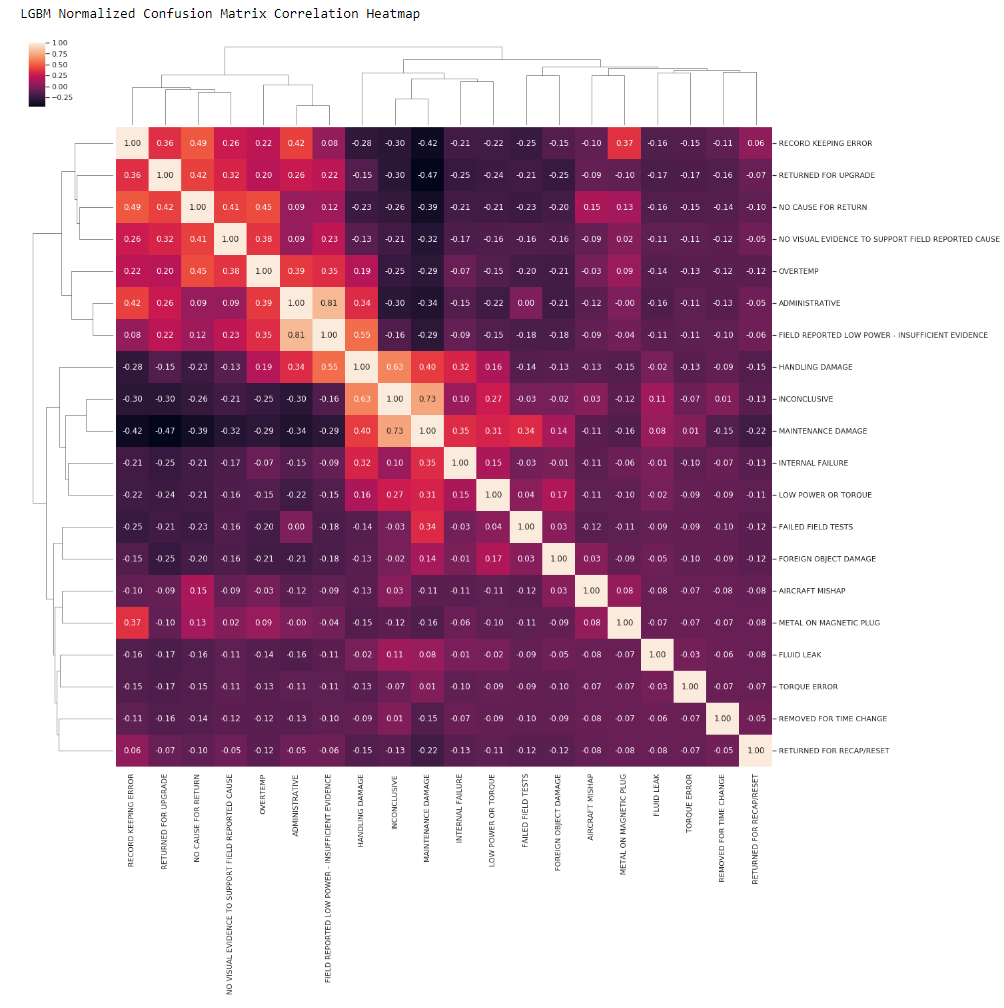 LGBM Normalized Confusion Matrix Correlation Heatmap
1.00
0.75
0.50
0.25
0.00
−0.25
1.00 0.36 0.49 0.26 0.22 0.42 0.08 -0.28 -0.30 -0.42 -0.21 -0.22 -0.25 -0.15 -0.10 0.37 -0.16 -0.15 -0.11 0.06 RECORD KEEPING ERROR
0.36 1.00 0.42 0.32 0.20 0.26 0.22 -0.15 -0.30 -0.47 -0.25 -0.24 -0.21 -0.25 -0.09 -0.10 -0.17 -0.17 -0.16 -0.07 RETURNED FOR UPGRADE
0.49 0.42 1.00 0.41 0.45 0.09 0.12 -0.23 -0.26 -0.39 -0.21 -0.21 -0.23 -0.20 0.15 0.13 -0.16 -0.15 -0.14 -0.10 NO CAUSE FOR RETURN
0.26 0.32 0.41 1.00 0.38 0.09 0.23 -0.13 -0.21 -0.32 -0.17 -0.16 -0.16 -0.16 -0.09 0.02 -0.11 -0.11 -0.12 -0.05 NO VISUAL EVIDENCE TO SUPPORT FIELD REPORTED CAUSE
0.22 0.20 0.45 0.38 1.00 0.39 0.35 0.19 -0.25 -0.29 -0.07 -0.15 -0.20 -0.21 -0.03 0.09 -0.14 -0.13 -0.12 -0.12 OVERTEMP
0.42 0.26 0.09 0.09 0.39 1.00 0.81 0.34 -0.30 -0.34 -0.15 -0.22 0.00 -0.21 -0.12 -0.00 -0.16 -0.11 -0.13 -0.05 ADMINISTRATIVE
0.08 0.22 0.12 0.23 0.35 0.81 1.00 0.55 -0.16 -0.29 -0.09 -0.15 -0.18 -0.18 -0.09 -0.04 -0.11 -0.11 -0.10 -0.06 FIELD REPORTED LOW POWER - INSUFFICIENT EVIDENCE
-0.28 -0.15 -0.23 -0.13 0.19 0.34 0.55 1.00 0.63 0.40 0.32 0.16 -0.14 -0.13 -0.13 -0.15 -0.02 -0.13 -0.09 -0.15 HANDLING DAMAGE
-0.30 -0.30 -0.26 -0.21 -0.25 -0.30 -0.16 0.63 1.00 0.73 0.10 0.27 -0.03 -0.02 0.03 -0.12 0.11 -0.07 0.01 -0.13 INCONCLUSIVE
-0.42 -0.47 -0.39 -0.32 -0.29 -0.34 -0.29 0.40 0.73 1.00 0.35 0.31 0.34 0.14 -0.11 -0.16 0.08 0.01 -0.15 -0.22 MAINTENANCE DAMAGE
-0.21 -0.25 -0.21 -0.17 -0.07 -0.15 -0.09 0.32 0.10 0.35 1.00 0.15 -0.03 -0.01 -0.11 -0.06 -0.01 -0.10 -0.07 -0.13 INTERNAL FAILURE
-0.22 -0.24 -0.21 -0.16 -0.15 -0.22 -0.15 0.16 0.27 0.31 0.15 1.00 0.04 0.17 -0.11 -0.10 -0.02 -0.09 -0.09 -0.11 LOW POWER OR TORQUE
-0.25 -0.21 -0.23 -0.16 -0.20 0.00 -0.18 -0.14 -0.03 0.34 -0.03 0.04 1.00 0.03 -0.12 -0.11 -0.09 -0.09 -0.10 -0.12 FAILED FIELD TESTS
-0.15 -0.25 -0.20 -0.16 -0.21 -0.21 -0.18 -0.13 -0.02 0.14 -0.01 0.17 0.03 1.00 0.03 -0.09 -0.05 -0.10 -0.09 -0.12 FOREIGN OBJECT DAMAGE
-0.10 -0.09 0.15 -0.09 -0.03 -0.12 -0.09 -0.13 0.03 -0.11 -0.11 -0.11 -0.12 0.03 1.00 0.08 -0.08 -0.07 -0.08 -0.08 AIRCRAFT MISHAP
0.37 -0.10 0.13 0.02 0.09 -0.00 -0.04 -0.15 -0.12 -0.16 -0.06 -0.10 -0.11 -0.09 0.08 1.00 -0.07 -0.07 -0.07 -0.08 METAL ON MAGNETIC PLUG
-0.16 -0.17 -0.16 -0.11 -0.14 -0.16 -0.11 -0.02 0.11 0.08 -0.01 -0.02 -0.09 -0.05 -0.08 -0.07 1.00 -0.03 -0.06 -0.08 FLUID LEAK
-0.15 -0.17 -0.15 -0.11 -0.13 -0.11 -0.11 -0.13 -0.07 0.01 -0.10 -0.09 -0.09 -0.10 -0.07 -0.07 -0.03 1.00 -0.07 -0.07 TORQUE ERROR
-0.11 -0.16 -0.14 -0.12 -0.12 -0.13 -0.10 -0.09 0.01 -0.15 -0.07 -0.09 -0.10 -0.09 -0.08 -0.07 -0.06 -0.07 1.00 -0.05 REMOVED FOR TIME CHANGE
0.06 -0.07 -0.10 -0.05 -0.12 -0.05 -0.06 -0.15 -0.13 -0.22 -0.13 -0.11 -0.12 -0.12 -0.08 -0.08 -0.08 -0.07 -0.05 1.00 RETURNED FOR RECAP/RESET
RECORD KEEPING ERROR
RETURNED FOR UPGRADE
NO CAUSE FOR RETURN
NO VISUAL EVIDENCE TO SUPPORT FIELD REPORTED CAUSE
OVERTEMP
ADMINISTRATIVE
FIELD REPORTED LOW POWER - INSUFFICIENT EVIDENCE
HANDLING DAMAGE
INCONCLUSIVE
MAINTENANCE DAMAGE
INTERNAL FAILURE
LOW POWER OR TORQUE
FAILED FIELD TESTS
FOREIGN OBJECT DAMAGE
AIRCRAFT MISHAP
METAL ON MAGNETIC PLUG
FLUID LEAK
TORQUE ERROR
REMOVED FOR TIME CHANGE
RETURNED FOR RECAP/RESET